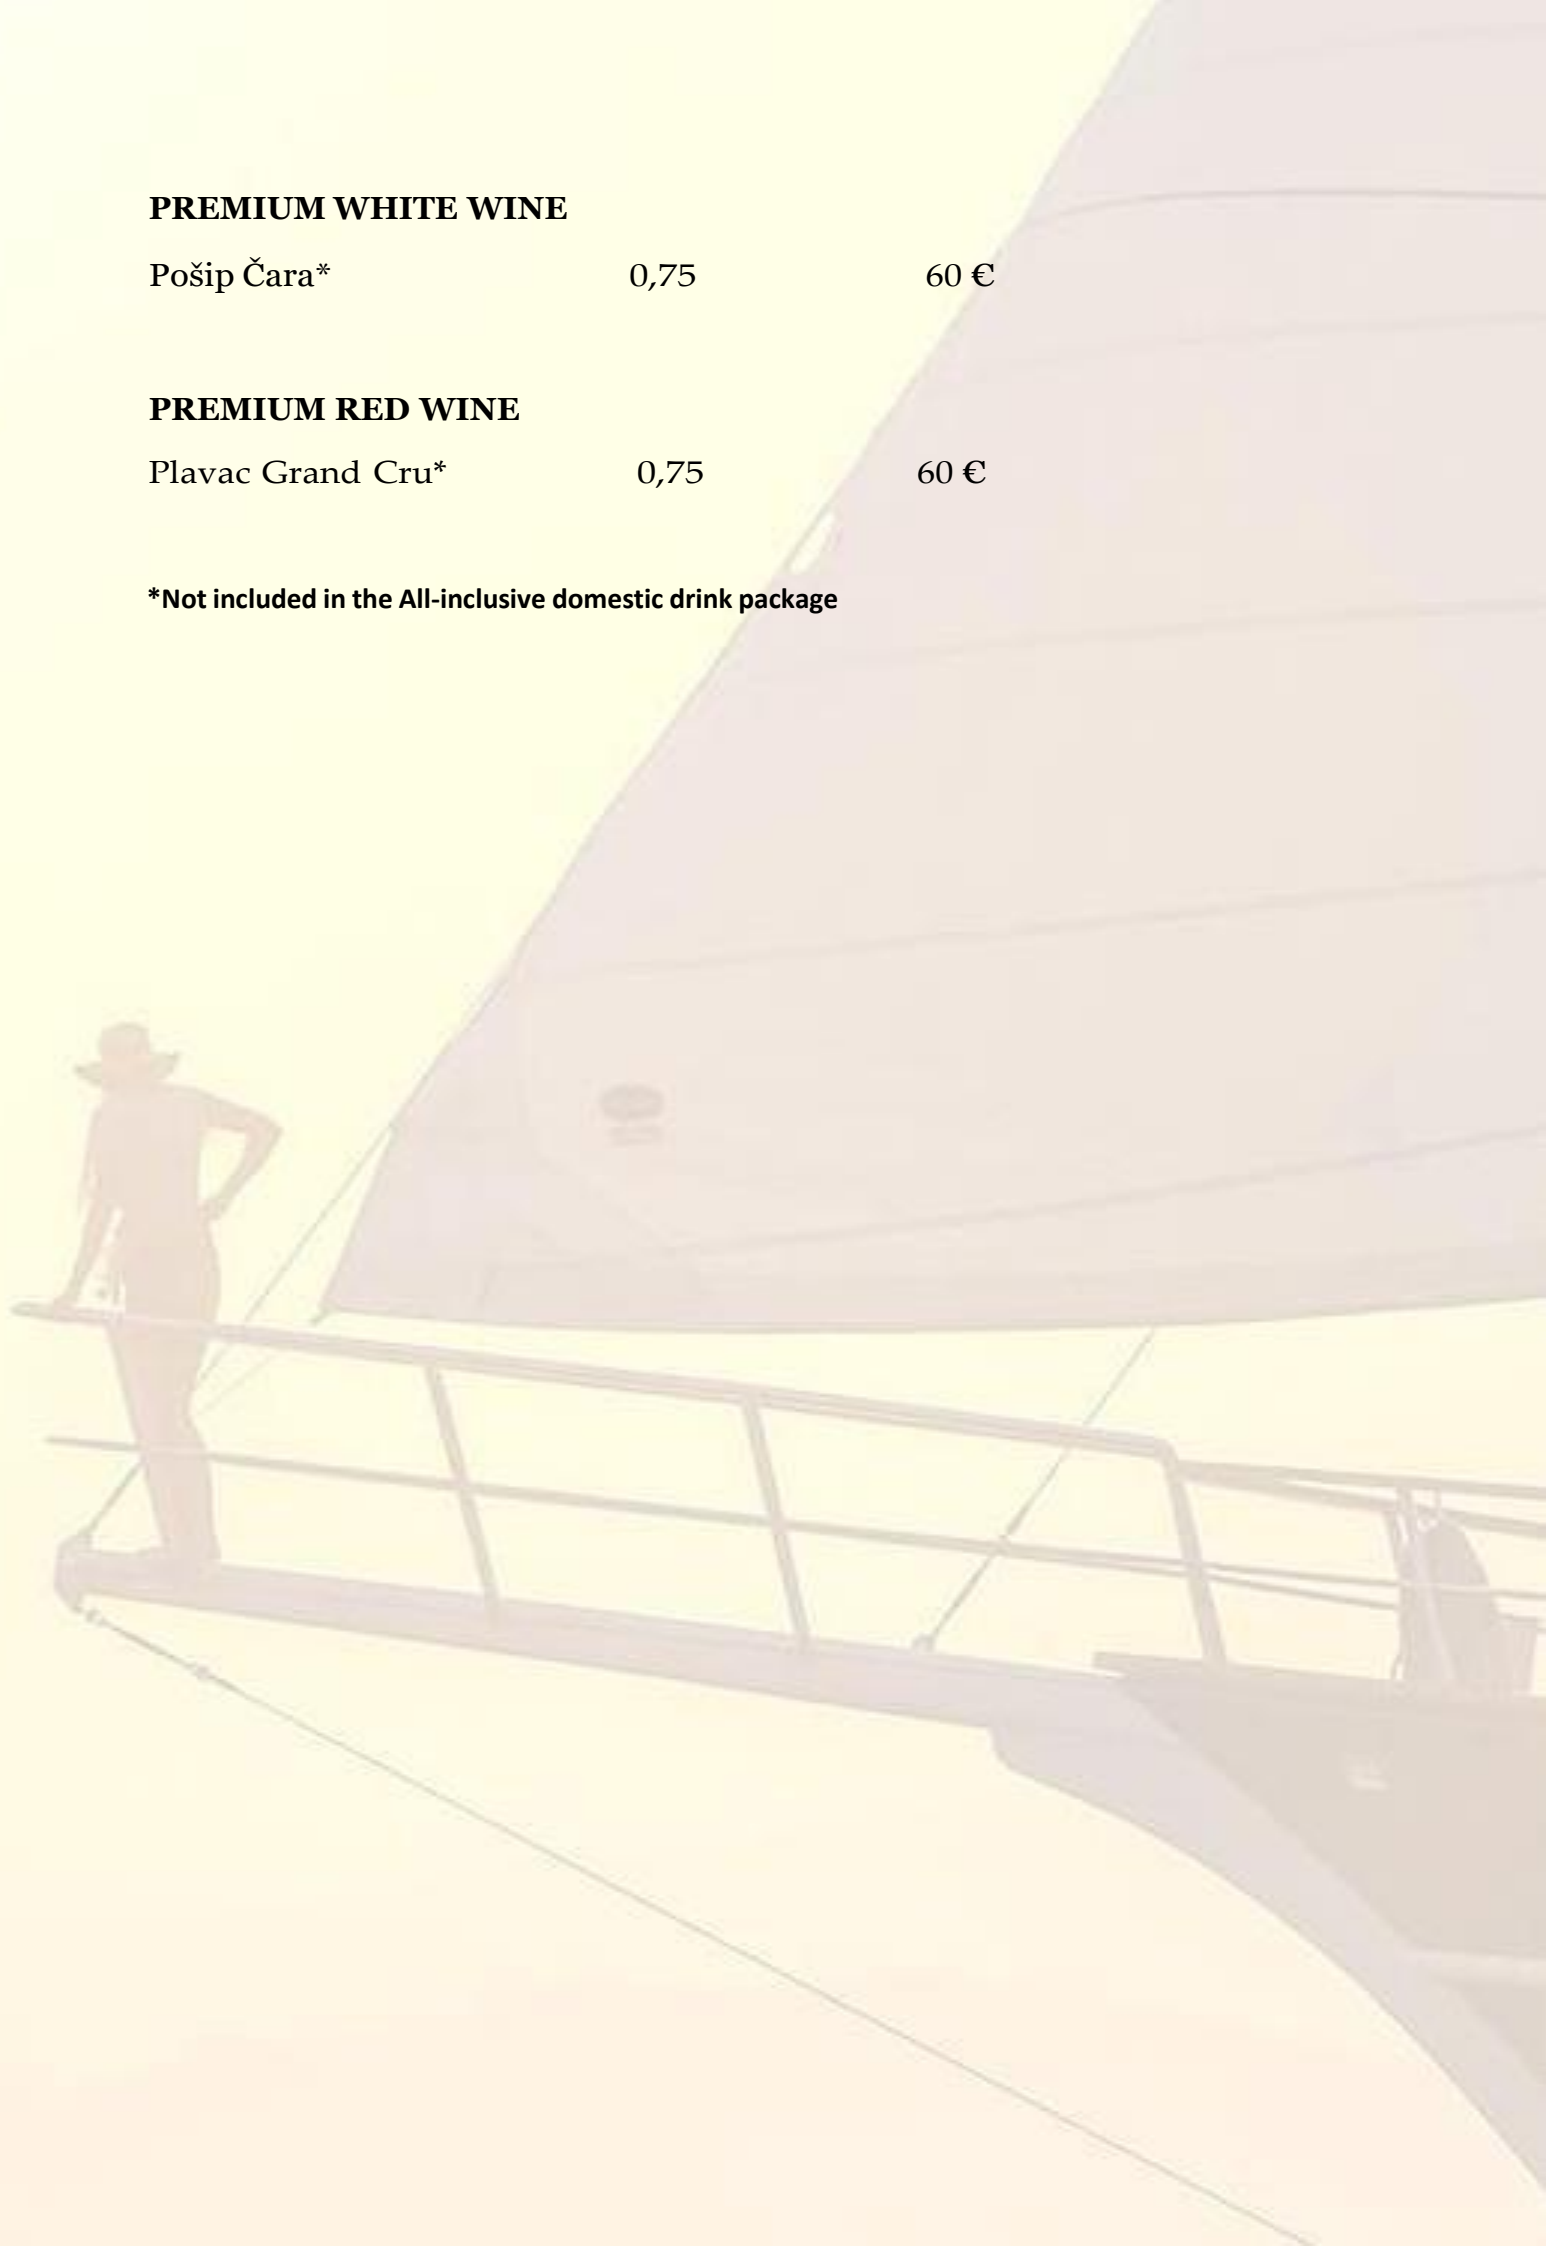 PREMIUM WHITE WINE
Pošip Čara* 0,75 60 €
PREMIUM RED WINE
Plavac Grand Cru* 0,75 60 €
*Not included in the All-inclusive domestic drink package